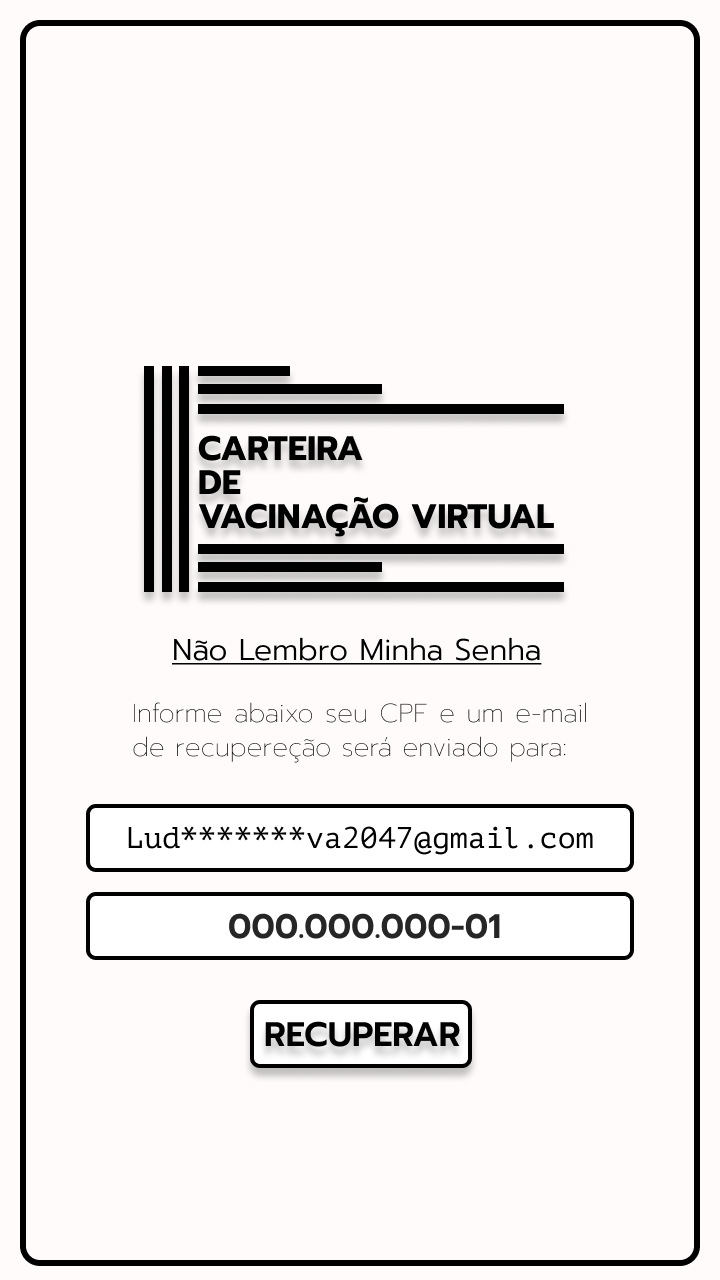 CARTEIRA
DE
VACINAÇÃO VIRTUAL
Não Lembro Minha Senha
Informe abaixo seu CPF e um e-mail
de recupereção será enviado para:
Lud*******va2047@gmail.com
000.000.000-01
RECUPERAR